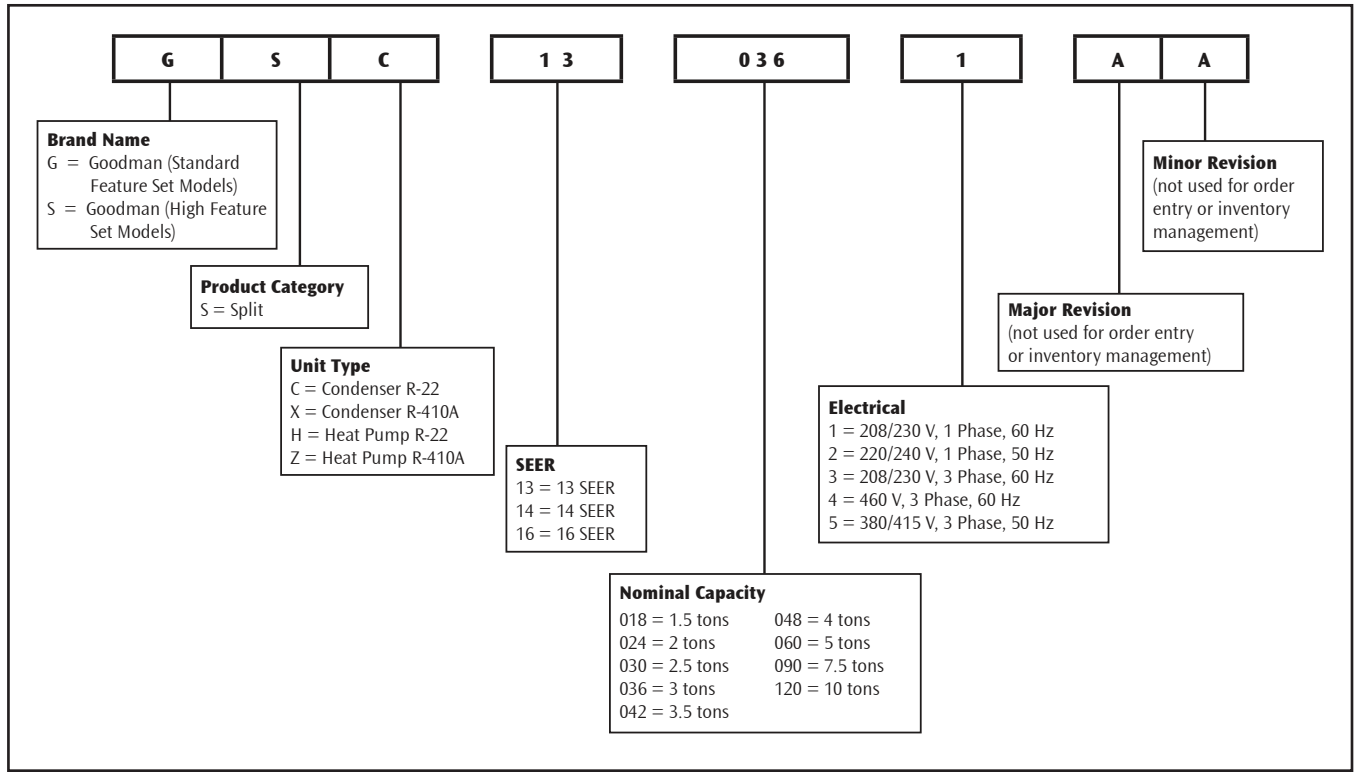 G S C 1 3 0 3 6 1 A A
Brand Name
G = Goodman (Standard
Feature Set Models)
S = Goodman (High Feature
Set Models)
Product Category
S = Split
Unit Type
C = Condenser R-22
X = Condenser R-410A
H = Heat Pump R-22
Z = Heat Pump R-410A
SEER
13 = 13 SEER
14 = 14 SEER
16 = 16 SEER
Nominal Capacity
018 = 1.5 tons
024 = 2 tons
030 = 2.5 tons
036 = 3 tons
042 = 3.5 tons
048 = 4 tons
060 = 5 tons
090 = 7.5 tons
120 = 10 tons
Electrical
1 = 208/230 V, 1 Phase, 60 Hz
2 = 220/240 V, 1 Phase, 50 Hz
3 = 208/230 V, 3 Phase, 60 Hz
4 = 460 V, 3 Phase, 60 Hz
5 = 380/415 V, 3 Phase, 50 Hz
Major Revision
(not used for order entry
or inventory management)
Minor Revision
(not used for order
entry or inventory
management)